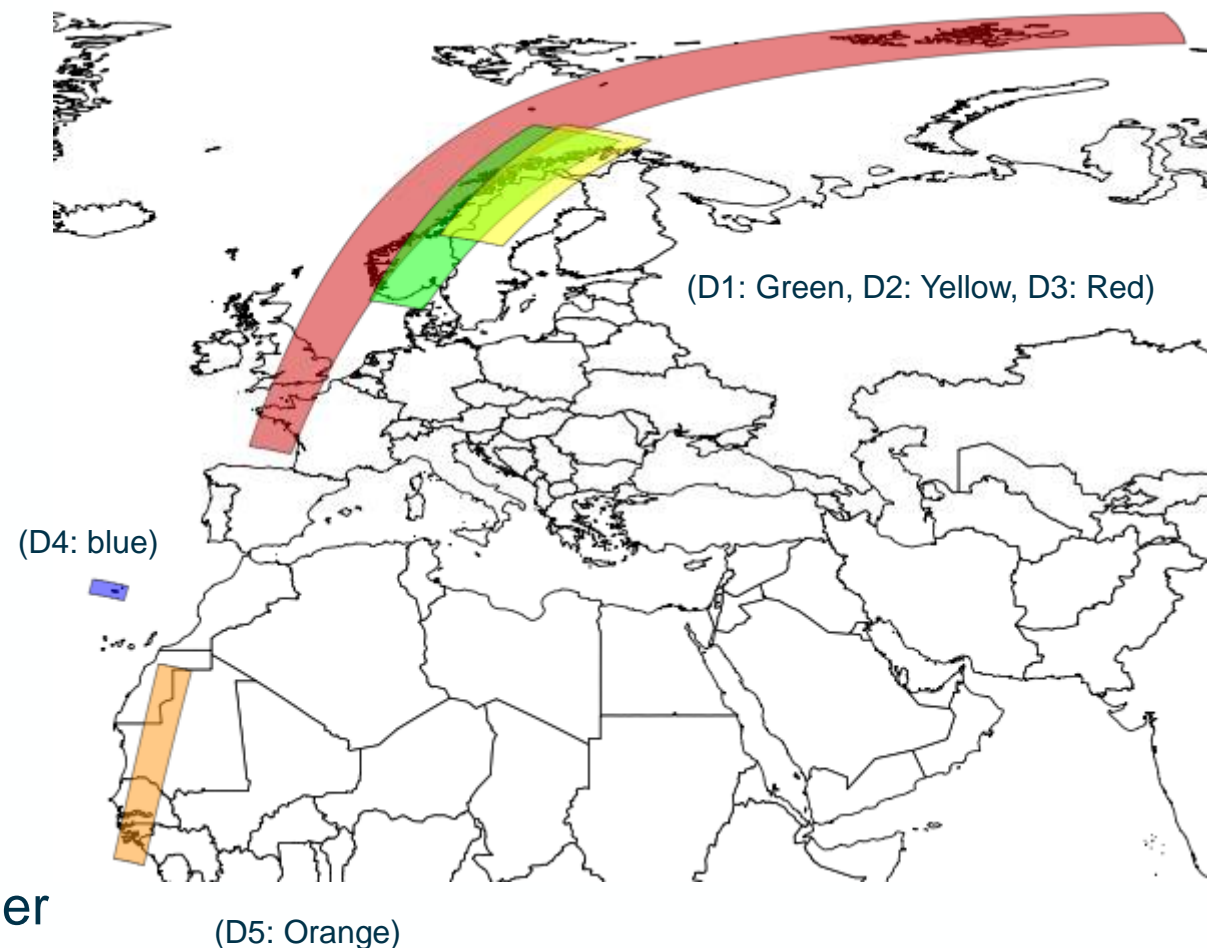 (D1: Green, D2: Yellow, D3: Red)
(D4: blue)
er
(D5: Orange)